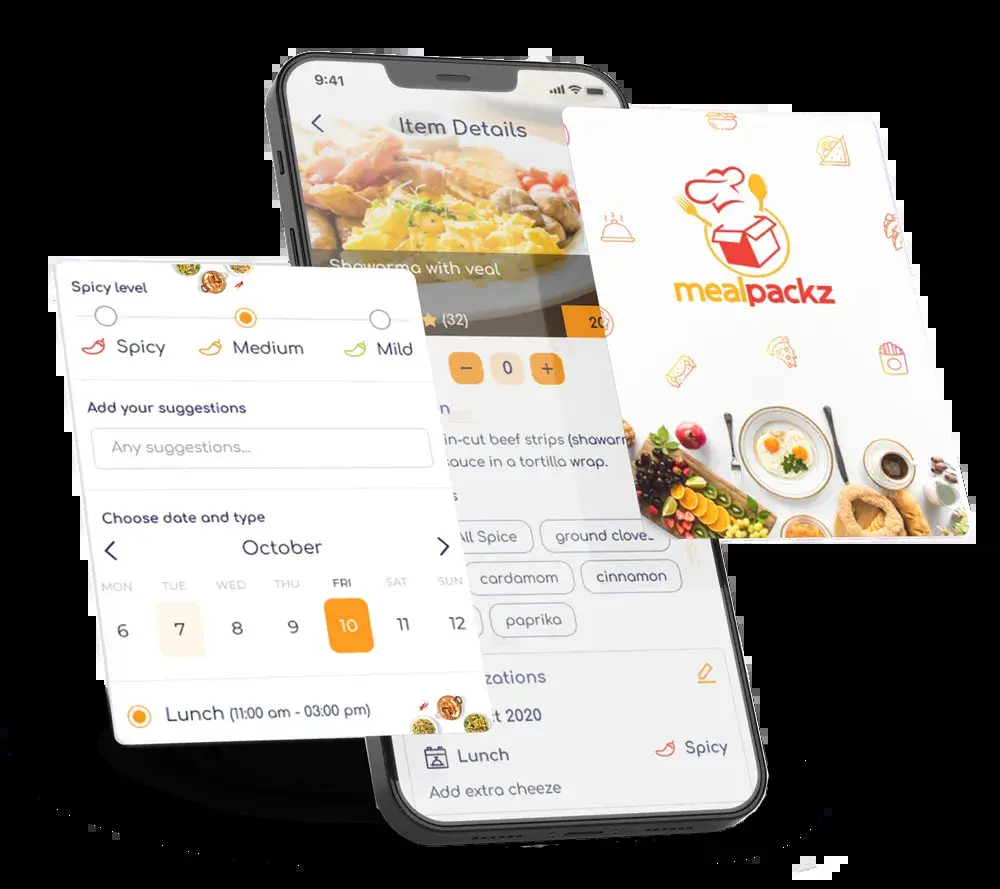 9:41
Item Details
Shawarma with veal
(32)
20
− 0 +
in-cut beef strips (shawarn
sauce in a tortilla wrap.
All Spice
ground clove
cardamom
cinnamon
paprika
zations
t 2020
Lunch
Spicy
Add extra cheeze
Spicy level
Spicy
Medium
Mild
Add your suggestions
Any suggestions...
Choose date and type
October
MON TUE WED THU FRI SAT SUN
6 7 8 9 10 11 12
Lunch (11:00 am - 03:00 pm)
mealpackz